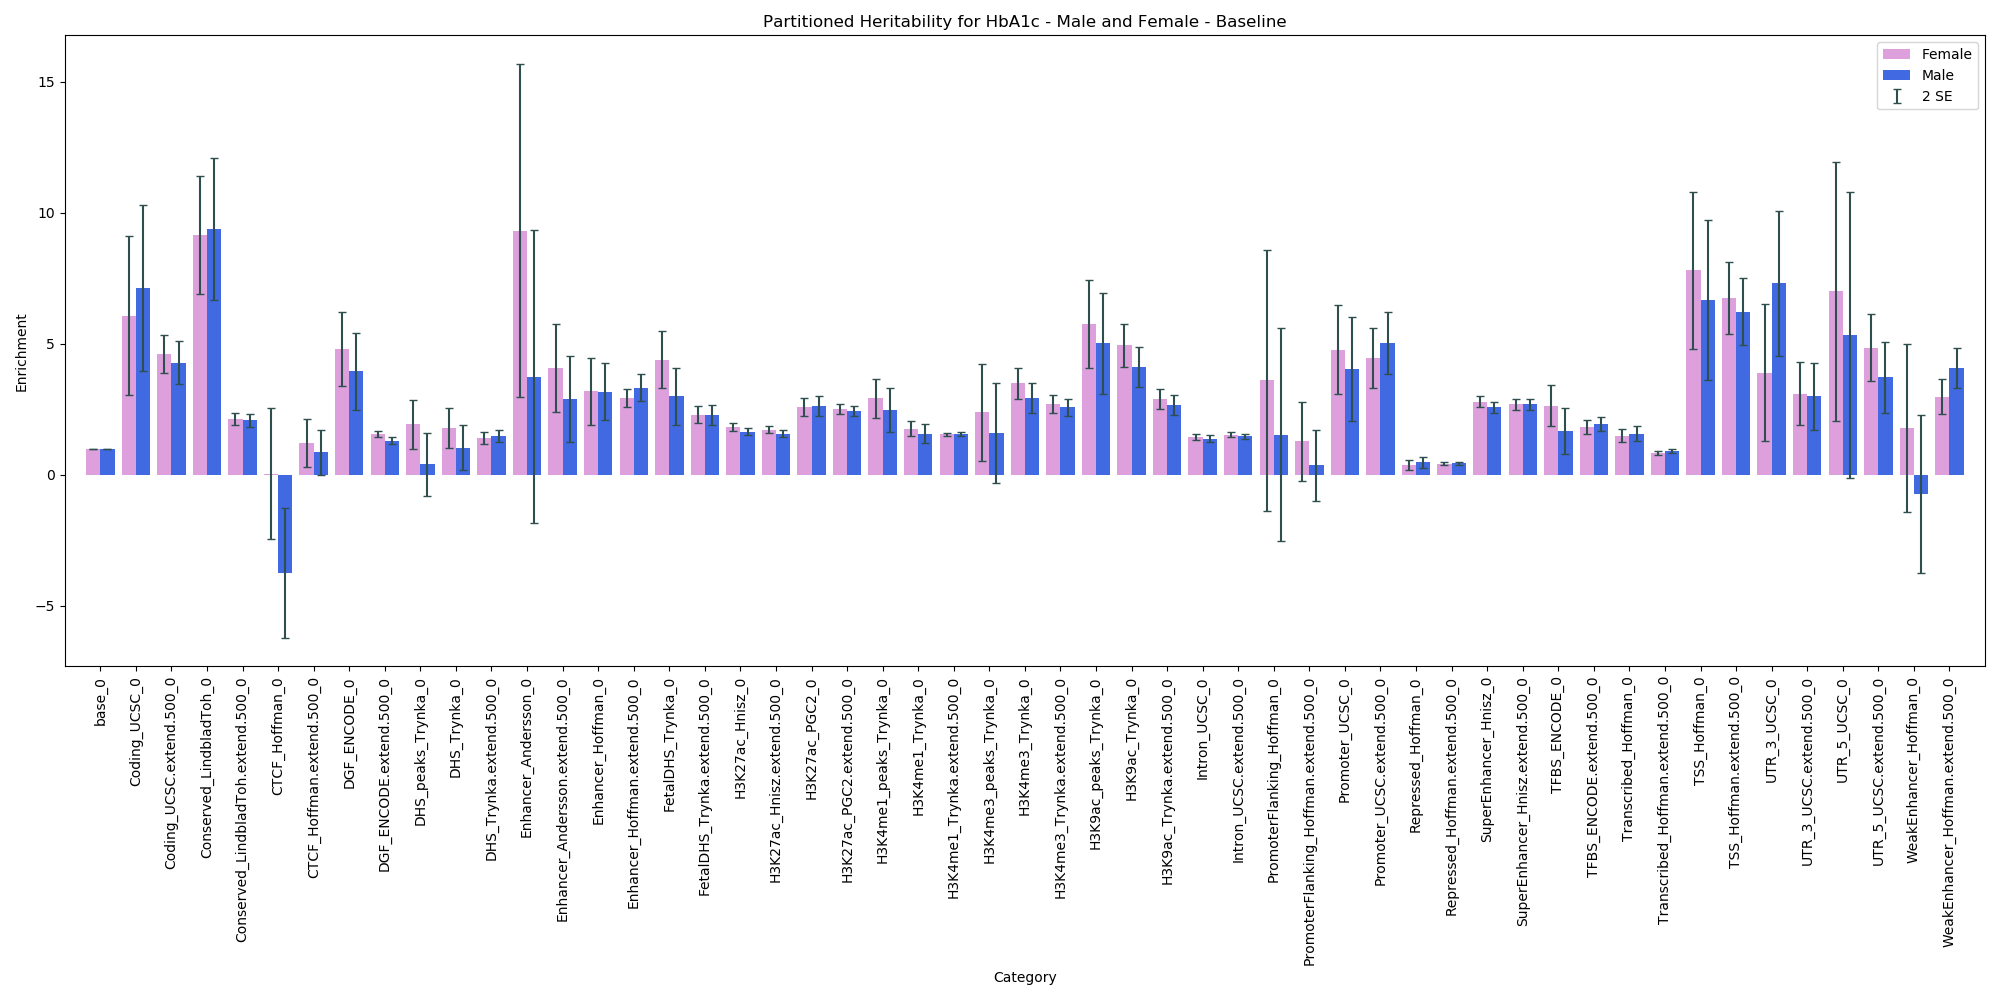 Partitioned Heritability for HbA1c - Male and Female - Baseline
Female
Male
2 SE
Enrichment
15
10
5
0
−5
base_0
Coding_UCSC_0
Coding_UCSC.extend.500_0
Conserved_LindbladToh_0
Conserved_LindbladToh.extend.500_0
CTCF_Hoffman_0
CTCF_Hoffman.extend.500_0
DGF_ENCODE_0
DGF_ENCODE.extend.500_0
DHS_peaks_Trynka_0
DHS_Trynka_0
DHS_Trynka.extend.500_0
Enhancer_Andersson_0
Enhancer_Andersson.extend.500_0
Enhancer_Hoffman_0
Enhancer_Hoffman.extend.500_0
FetalDHS_Trynka_0
FetalDHS_Trynka.extend.500_0
H3K27ac_Hnisz_0
H3K27ac_Hnisz.extend.500_0
H3K27ac_PGC2_0
H3K27ac_PGC2.extend.500_0
H3K4me1_peaks_Trynka_0
H3K4me1_Trynka_0
H3K4me1_Trynka.extend.500_0
H3K4me3_peaks_Trynka_0
H3K4me3_Trynka_0
H3K4me3_Trynka.extend.500_0
H3K9ac_peaks_Trynka_0
H3K9ac_Trynka_0
H3K9ac_Trynka.extend.500_0
Intron_UCSC_0
Intron_UCSC.extend.500_0
PromoterFlanking_Hoffman_0
PromoterFlanking_Hoffman.extend.500_0
Promoter_UCSC_0
Promoter_UCSC.extend.500_0
Repressed_Hoffman_0
Repressed_Hoffman.extend.500_0
SuperEnhancer_Hnisz_0
SuperEnhancer_Hnisz.extend.500_0
TFBS_ENCODE_0
TFBS_ENCODE.extend.500_0
Transcribed_Hoffman_0
Transcribed_Hoffman.extend.500_0
TSS_Hoffman_0
TSS_Hoffman.extend.500_0
UTR_3_UCSC_0
UTR_3_UCSC.extend.500_0
UTR_5_UCSC_0
UTR_5_UCSC.extend.500_0
WeakEnhancer_Hoffman_0
WeakEnhancer_Hoffman.extend.500_0
Category